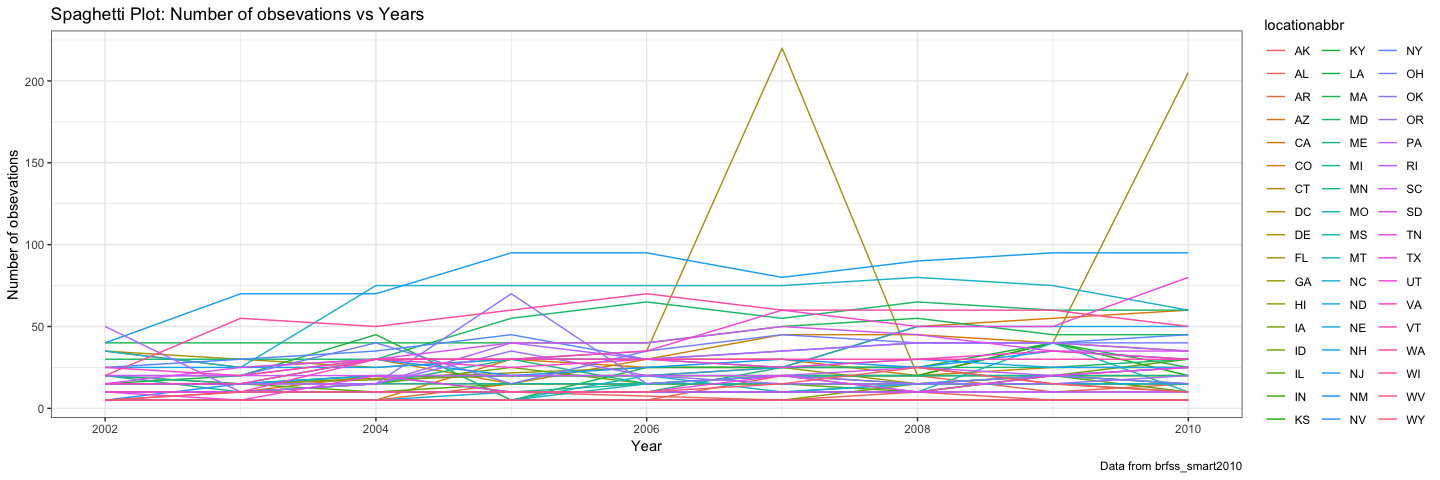 Spaghetti Plot: Number of obsevations vs Years
locationabbr
Number of obsevations
200
150
100
50
0
2002
2004
2006
2008
2010
Year
Data from brfss_smart2010
AK KY NY
AL LA OH
AR MA OK
AZ MD OR
CA ME PA
CO MI RI
CT MN SC
DC MO SD
DE MS TN
FL MT TX
GA NC UT
HI ND VA
IA NE VT
ID NH WA
IL NJ WI
IN NM WV
KS NV WY